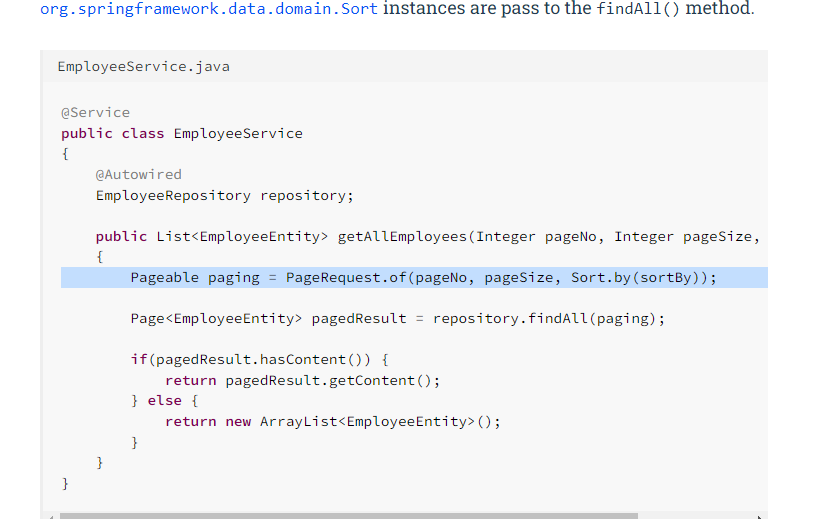 org.springframework.data.domain.Sort instances are pass to the findAll() method.
EmployeeService.java
@Service
public class EmployeeService
{
@Autowired
EmployeeRepository repository;
public List<EmployeeEntity> getAllEmployees(Integer pageNo, Integer pageSize,
{
Pageable paging = PageRequest.of(pageNo, pageSize, Sort.by(sortBy));
Page<EmployeeEntity> pagedResult = repository.findAll(paging);
if(pagedResult.hasContent()) {
return pagedResult.getContent();
} else {
return new ArrayList<EmployeeEntity>();
}
}
}